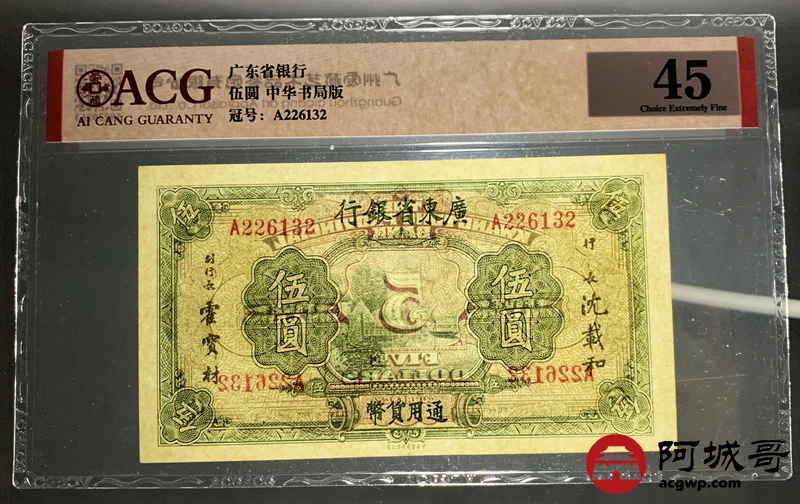 ACG
AI CANG GUARANTY
广东省银行
伍圆 中华书局版
冠号: A226132
45
Choice Extremely Fine
行銀省東廣
A226132
A226132
伍圓
伍圓
5
行長
沈載和
副行長
霍寶材
A226132
A226132
幣貨用通
阿城哥
acgwp.com